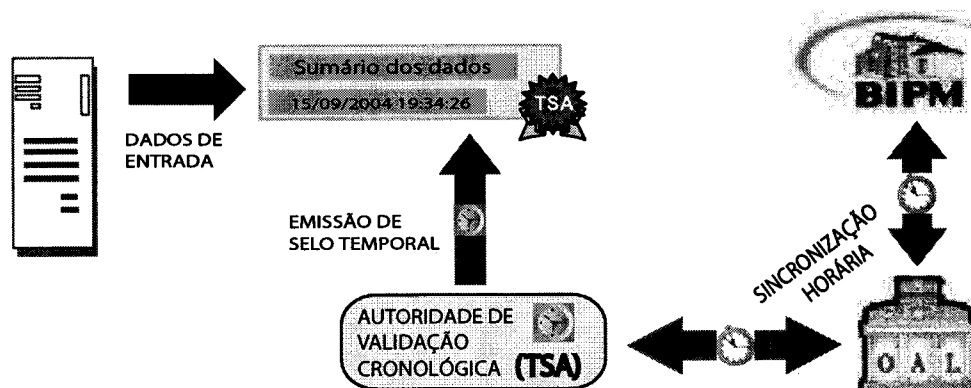 Sumário dos dados
15/09/2004 19:34:26
TSA
DADOS DE
ENTRADA
EMISSÃO DE
SELO TEMPORAL
AUTORIDADE DE
VALIDAÇÃO
CRONOLÓGICA (TSA)
BIPM
SINCRONIZAÇÃO
HORÁRIA
OAL